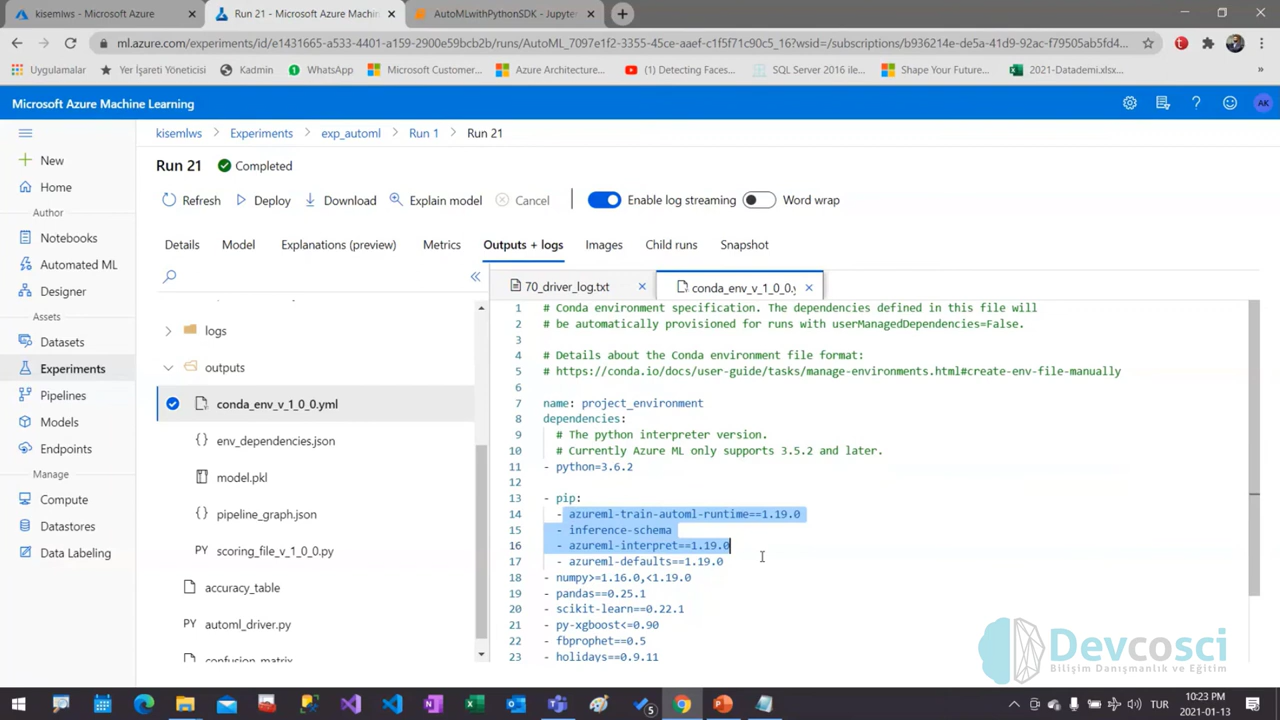 kisemlws - Microsoft Azure
Run 21 - Microsoft Azure Machin
AutoMLwithPythonSDK - Jupyter
ml.azure.com/experiments/id/e1431665-a533-4401-a159-2900e59bcb2b/runs/AutoML_7097e1f2-3355-45ce-aaef-c1f5f71c90c5_16?wsid=/subscriptions/b936214e-de5a-41d9-92ac-f79505ab5fd4...
Uygulamalar
Yer İşareti Yöneticisi
Kadmin
WhatsApp
Microsoft Customer...
Azure Architecture...
(1) Detecting Faces...
SQL Server 2016 ile...
Shape Your Future...
2021-Datademi.xlsx...
Microsoft Azure Machine Learning
AK
kisemlws > Experiments > exp_automl > Run 1 > Run 21
Run 21 Completed
Refresh Deploy Download Explain model Cancel Enable log streaming Word wrap
Details Model Explanations (preview) Metrics Outputs + logs Images Child runs Snapshot
New
Home
Author
Notebooks
Automated ML
Designer
Assets
Datasets
Experiments
Pipelines
Models
Endpoints
Manage
Compute
Datastores
Data Labeling
logs
outputs
conda_env_v_1_0_0.yml
env_dependencies.json
model.pkl
pipeline_graph.json
scoring_file_v_1_0_0.py
accuracy_table
automl_driver.py
confusion_matrix
70_driver_log.txt
conda_env_v_1_0_0.y
1 # Conda environment specification. The dependencies defined in this file will
2 # be automatically provisioned for runs with userManagedDependencies=False.
3
4 # Details about the Conda environment file format:
5 # https://conda.io/docs/user-guide/tasks/manage-environments.html#create-env-file-manually
6
7 name: project_environment
8 dependencies:
9 # The python interpreter version.
10 # Currently Azure ML only supports 3.5.2 and later.
11 - python=3.6.2
12
13 - pip:
14 - azureml-train-automl-runtime==1.19.0
15 - inference-schema
16 - azureml-interpret==1.19.0
17 - azureml-defaults==1.19.0
18 - numpy>=1.16.0,<1.19.0
19 - pandas==0.25.1
20 - scikit-learn==0.22.1
21 - py-xgboost<=0.90
22 - fbprophet==0.5
23 - holidays==0.9.11
Devcosci
Bilişim Danışmanlık ve Eğitim
5
TUR
10:23 PM
2021-01-13